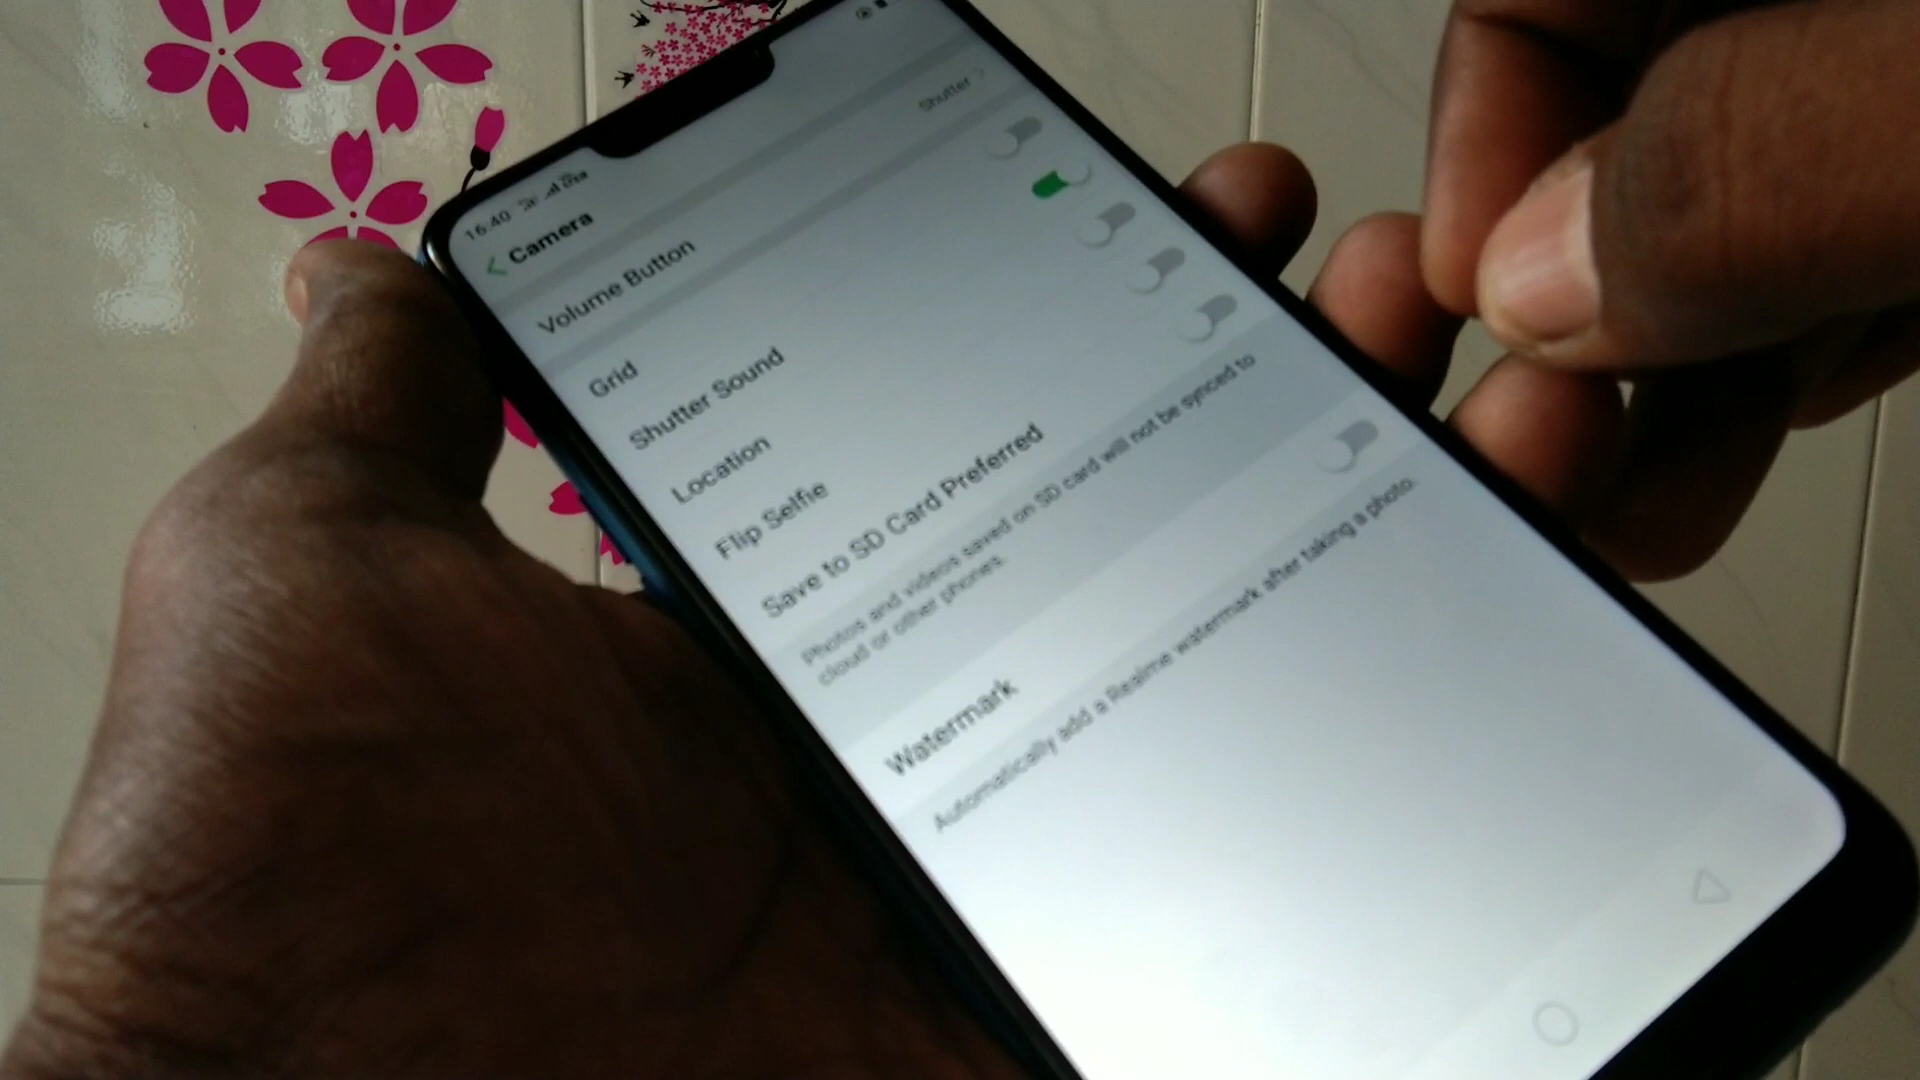 16:40
Camera
Volume Button Shutter
Grid
Shutter Sound
Location
Flip Selfie
Save to SD Card Preferred
Photos and videos saved on SD card will not be synced to
cloud or other phones.
Watermark
Automatically add a Realme watermark after taking a photo.